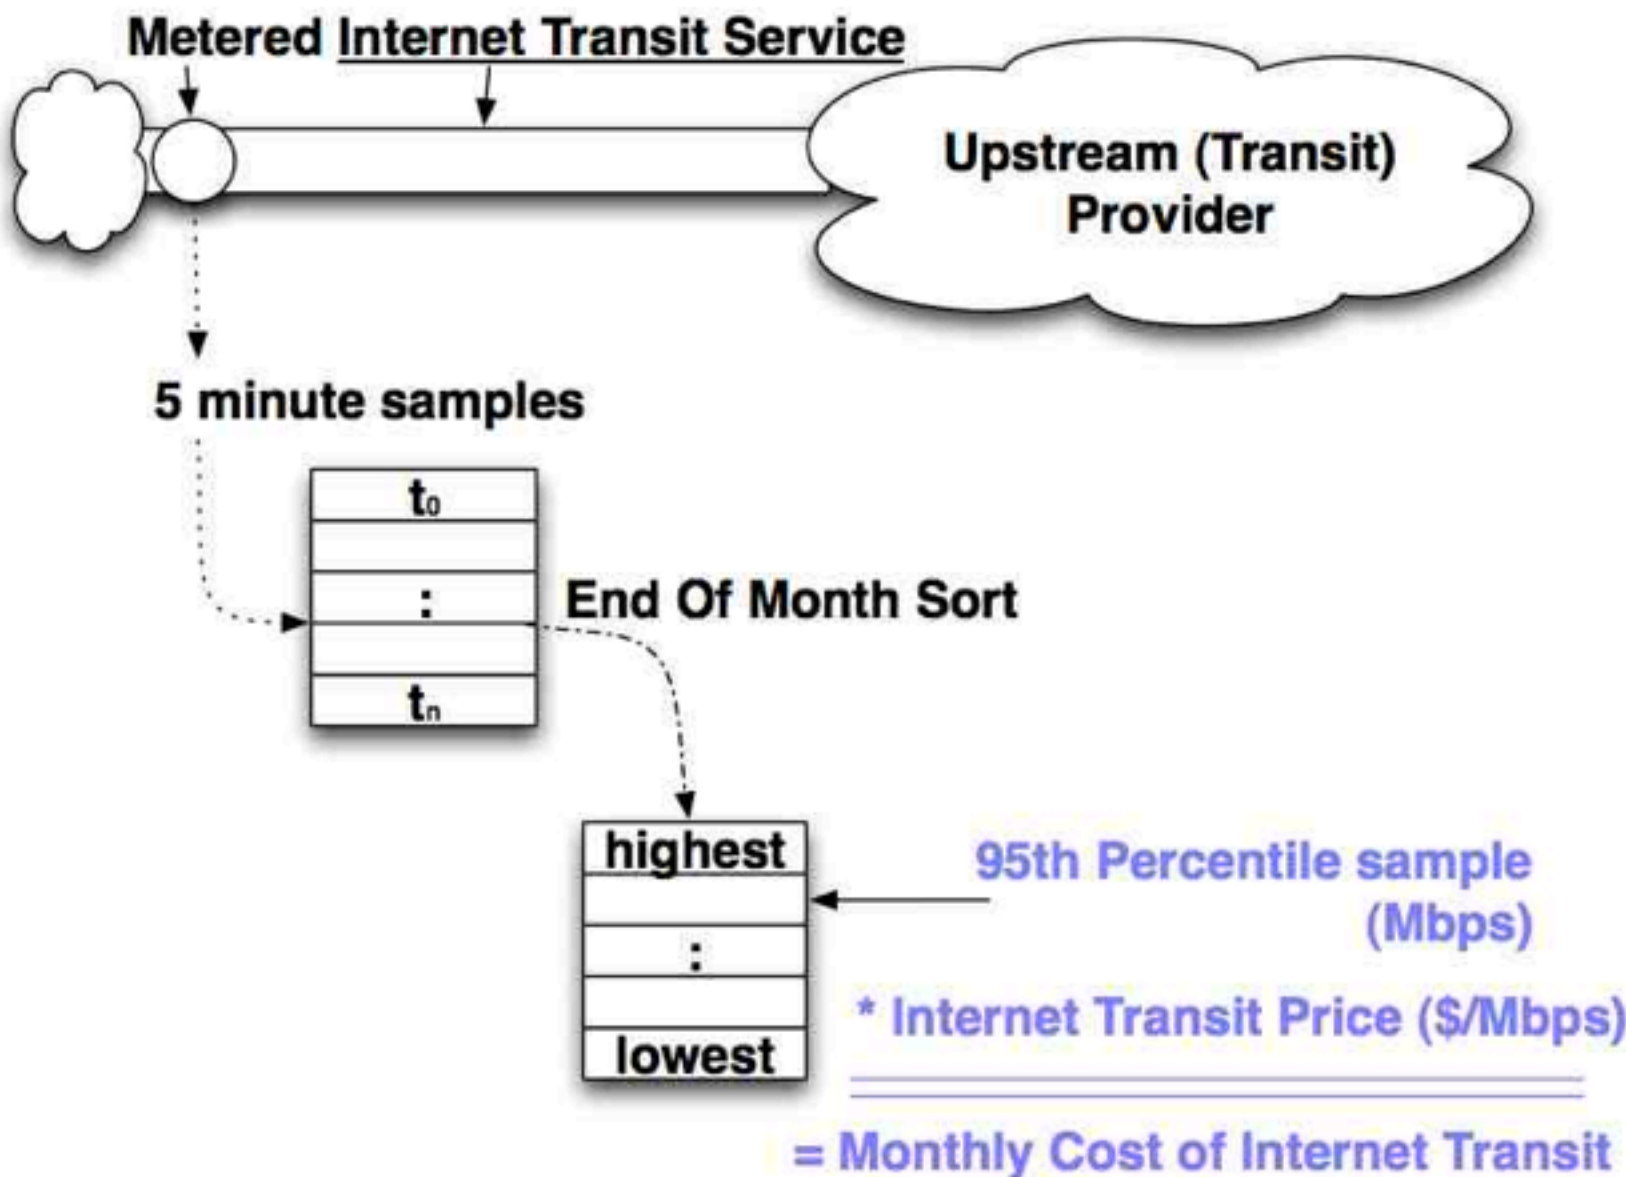 Metered Internet Transit Service
Upstream (Transit)
Provider
5 minute samples
t0
:
tn
End Of Month Sort
highest
:
lowest
95th Percentile sample
(Mbps)
* Internet Transit Price ($/Mbps)
= Monthly Cost of Internet Transit